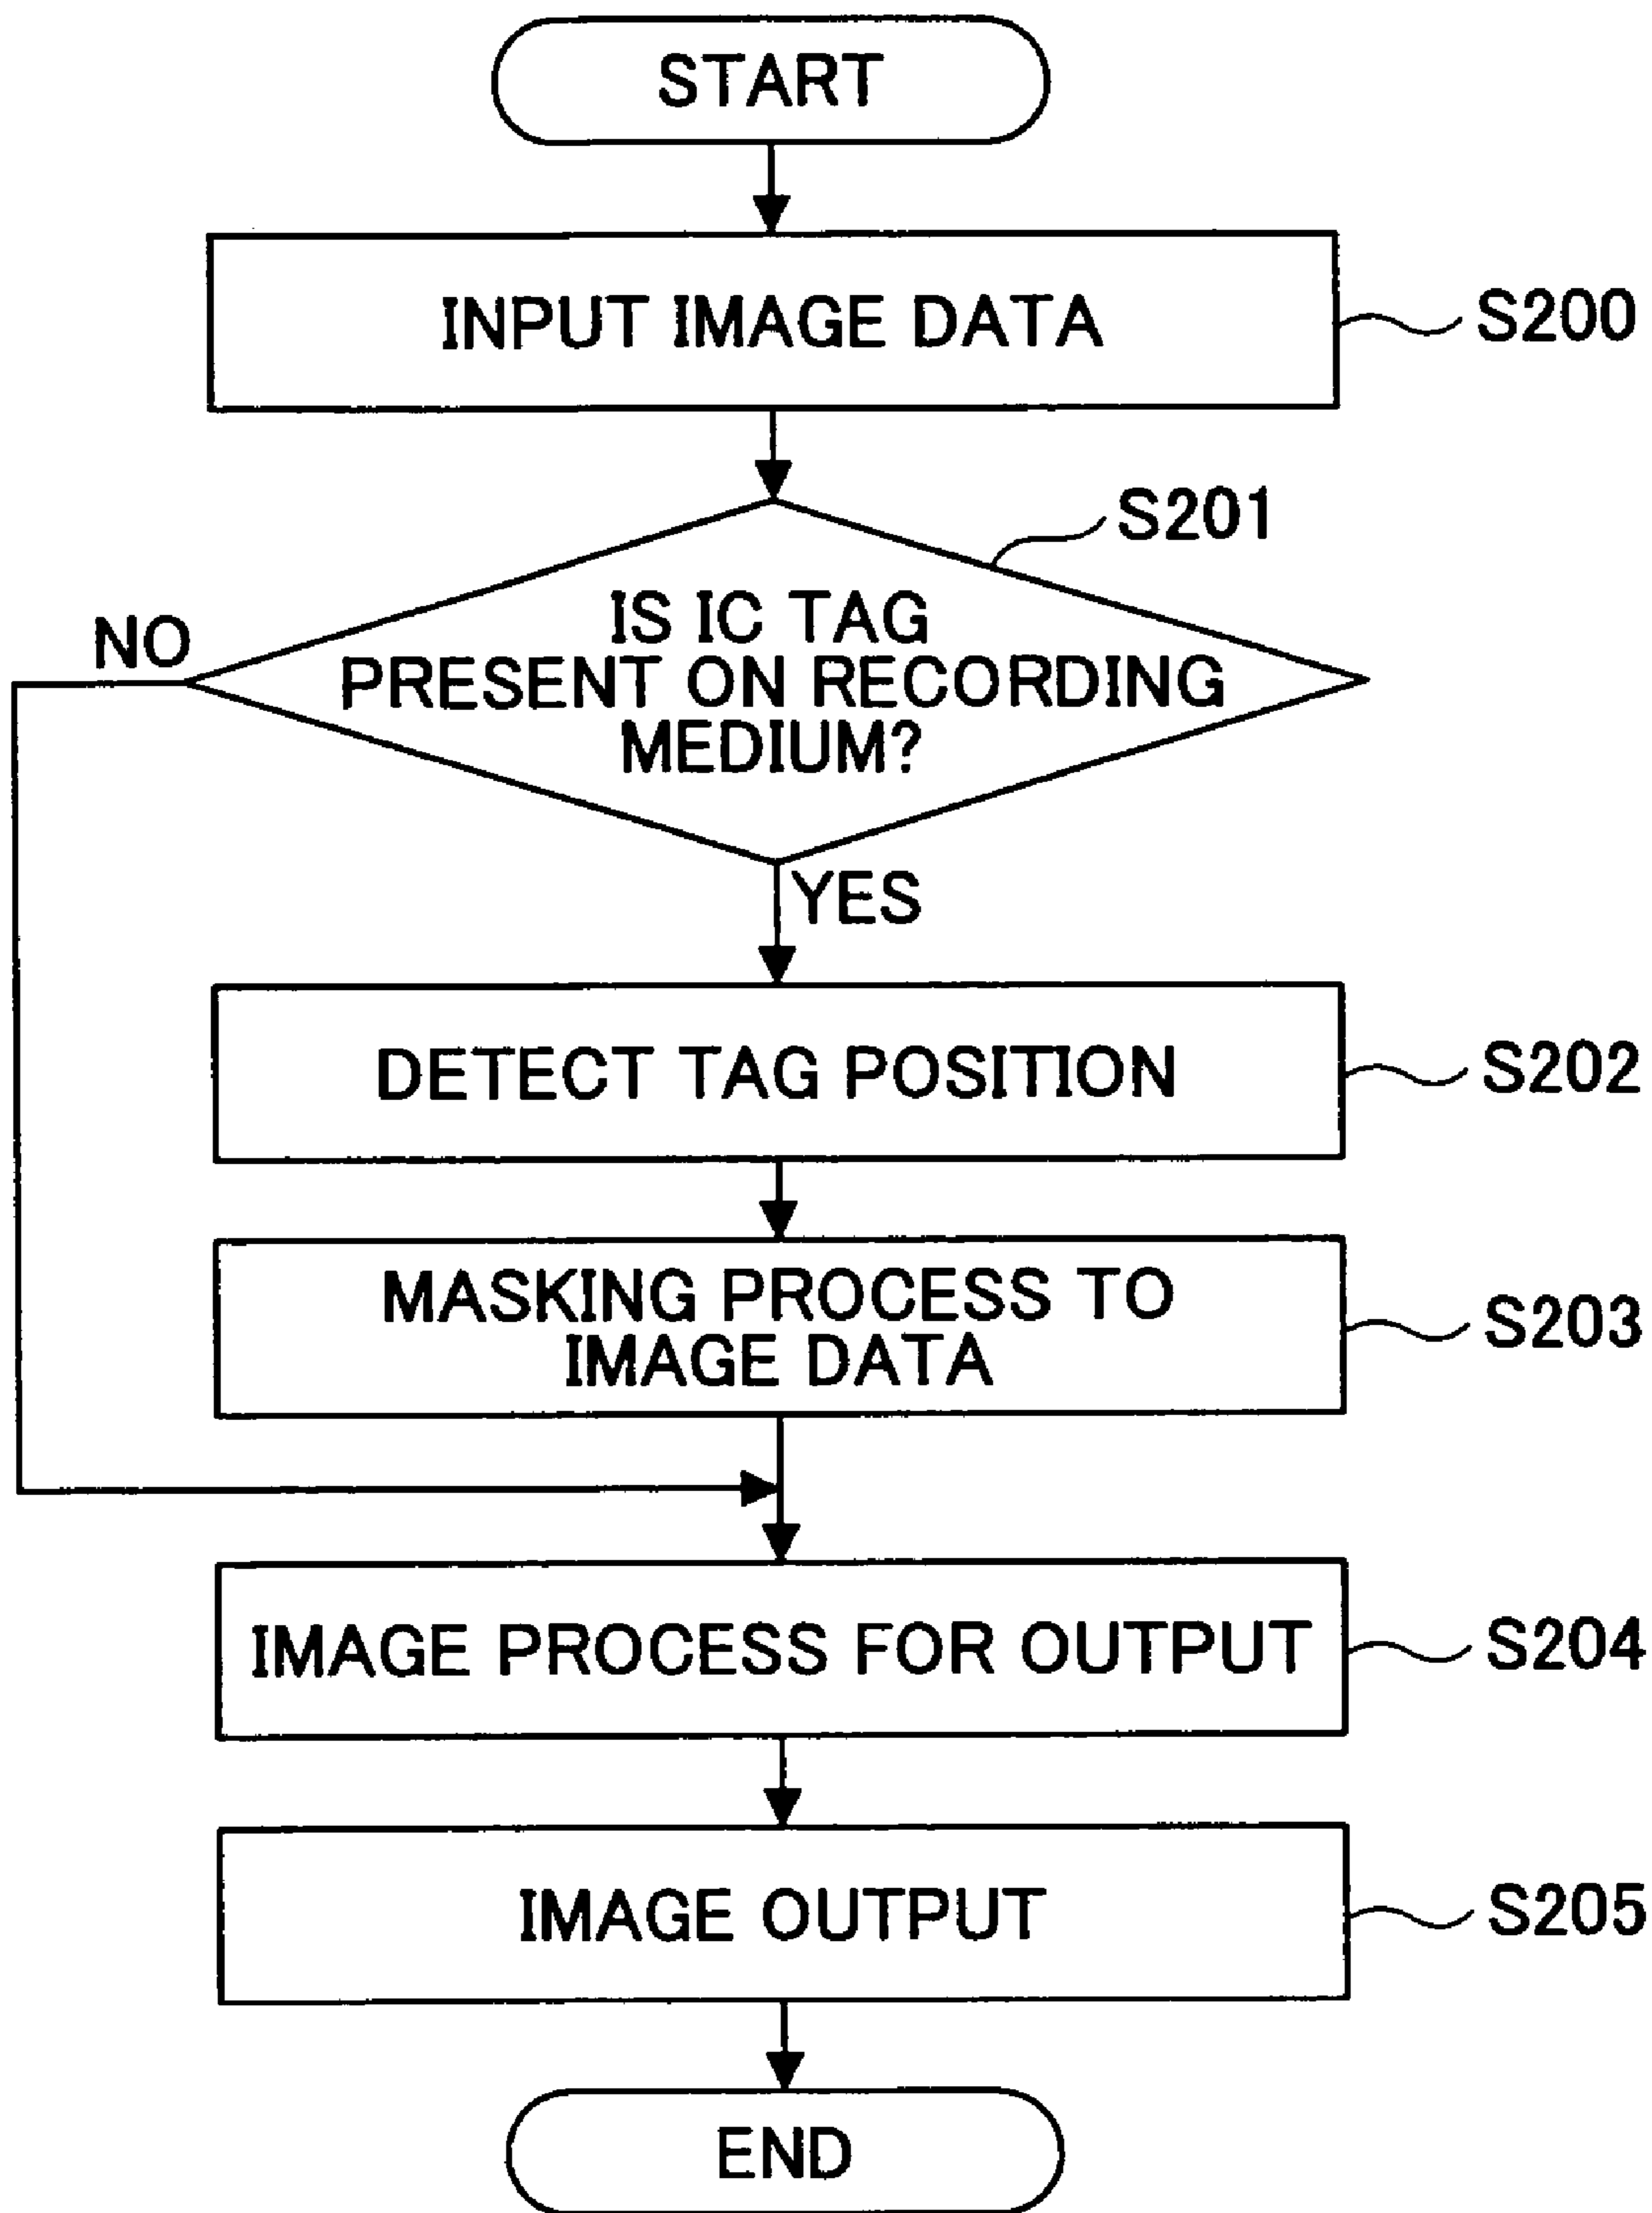 START
INPUT IMAGE DATA
S200
S201
IS IC TAG
PRESENT ON RECORDING
MEDIUM?
NO
YES
DETECT TAG POSITION
S202
MASKING PROCESS TO
IMAGE DATA
S203
IMAGE PROCESS FOR OUTPUT
S204
IMAGE OUTPUT
S205
END